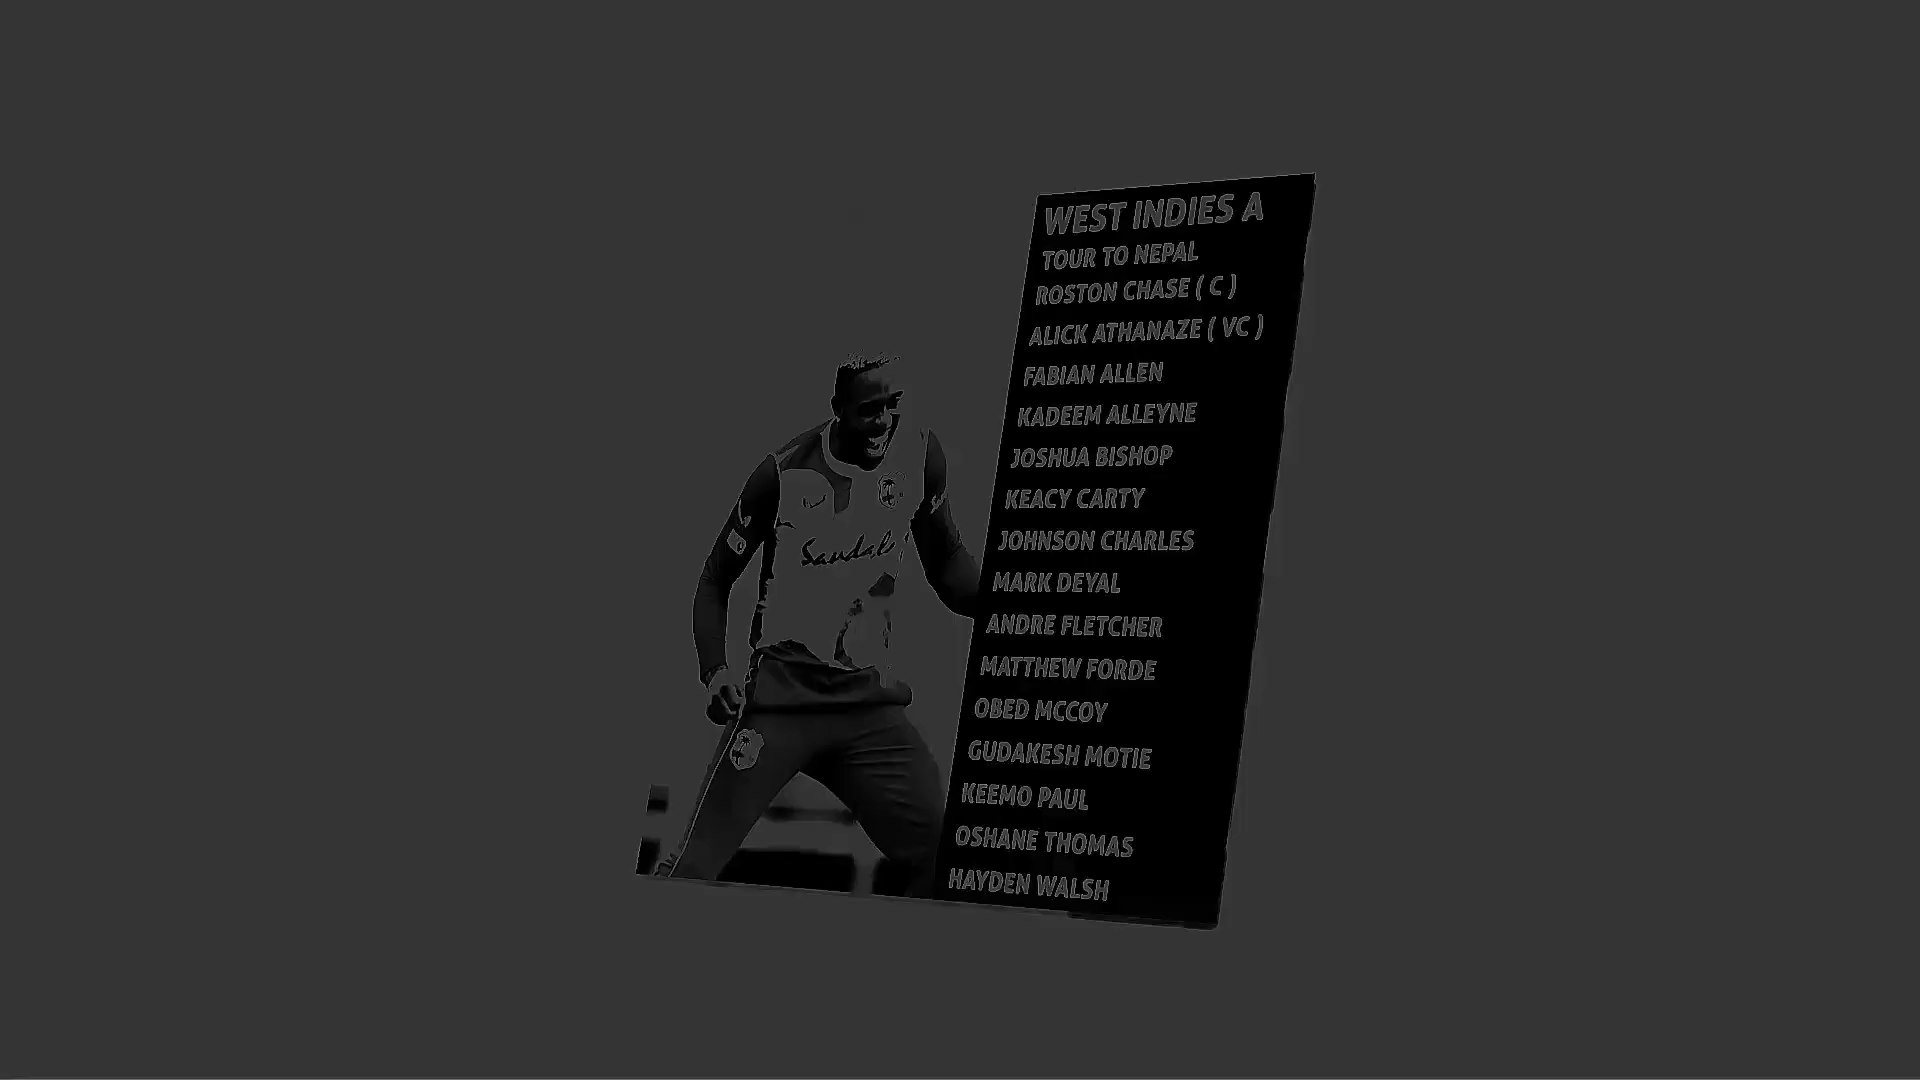 WEST INDIES A
TOUR TO NEPAL
ROSTON CHASE ( C )
ALICK ATHANAZE ( VC )
FABIAN ALLEN
KADEEM ALLEYNE
JOSHUA BISHOP
KEACY CARTY
JOHNSON CHARLES
MARK DEYAL
ANDRE FLETCHER
MATTHEW FORDE
OBED MCCOY
GUDAKESH MOTIE
KEEMO PAUL
OSHANE THOMAS
HAYDEN WALSH
Sandals